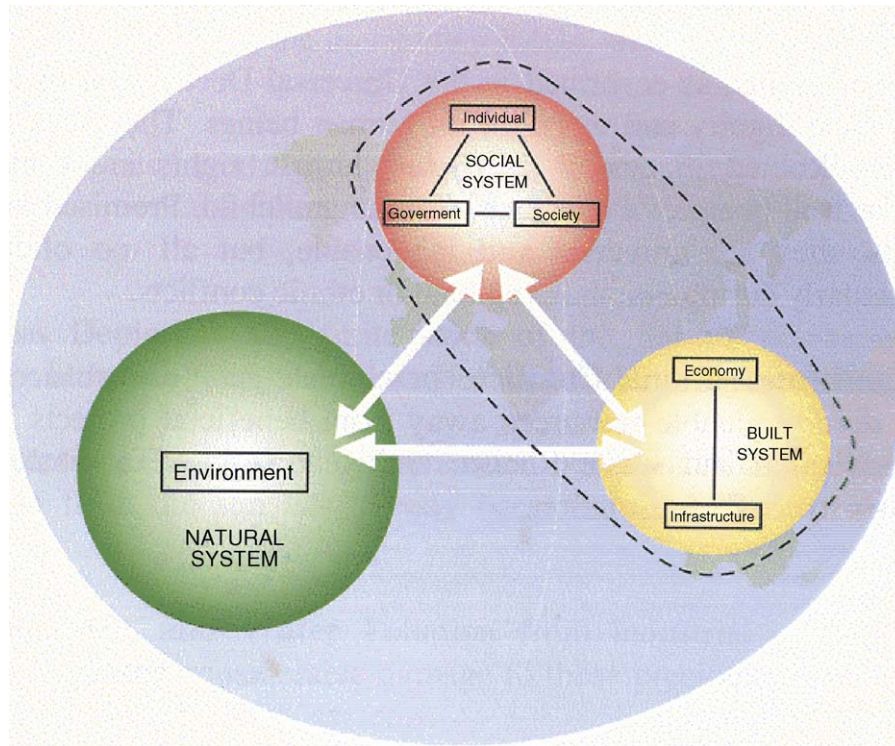 Individual
SOCIAL
SYSTEM
Goverment
Society
Economy
BUILT
SYSTEM
Infrastructure
Environment
NATURAL
SYSTEM